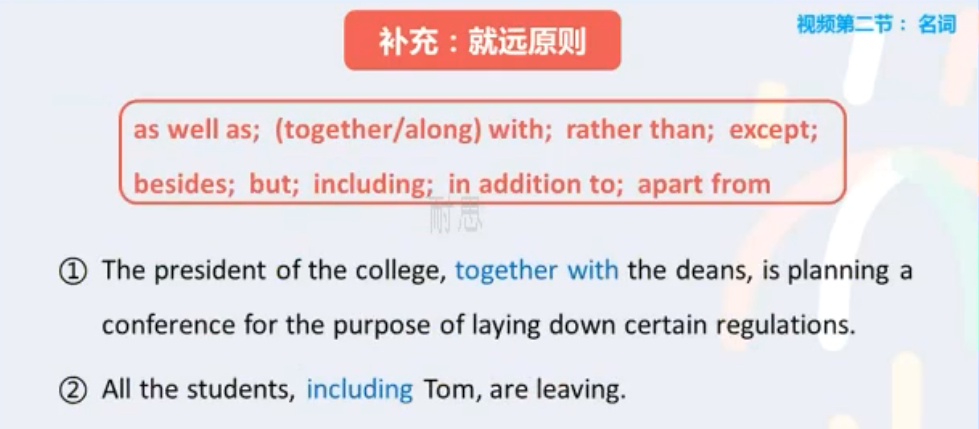 补充：就远原则
视频第二节：名词
as well as; (together/along) with; rather than; except;
besides; but; including; in addition to; apart from
耐思
① The president of the college, together with the deans, is planning a
conference for the purpose of laying down certain regulations.
② All the students, including Tom, are leaving.